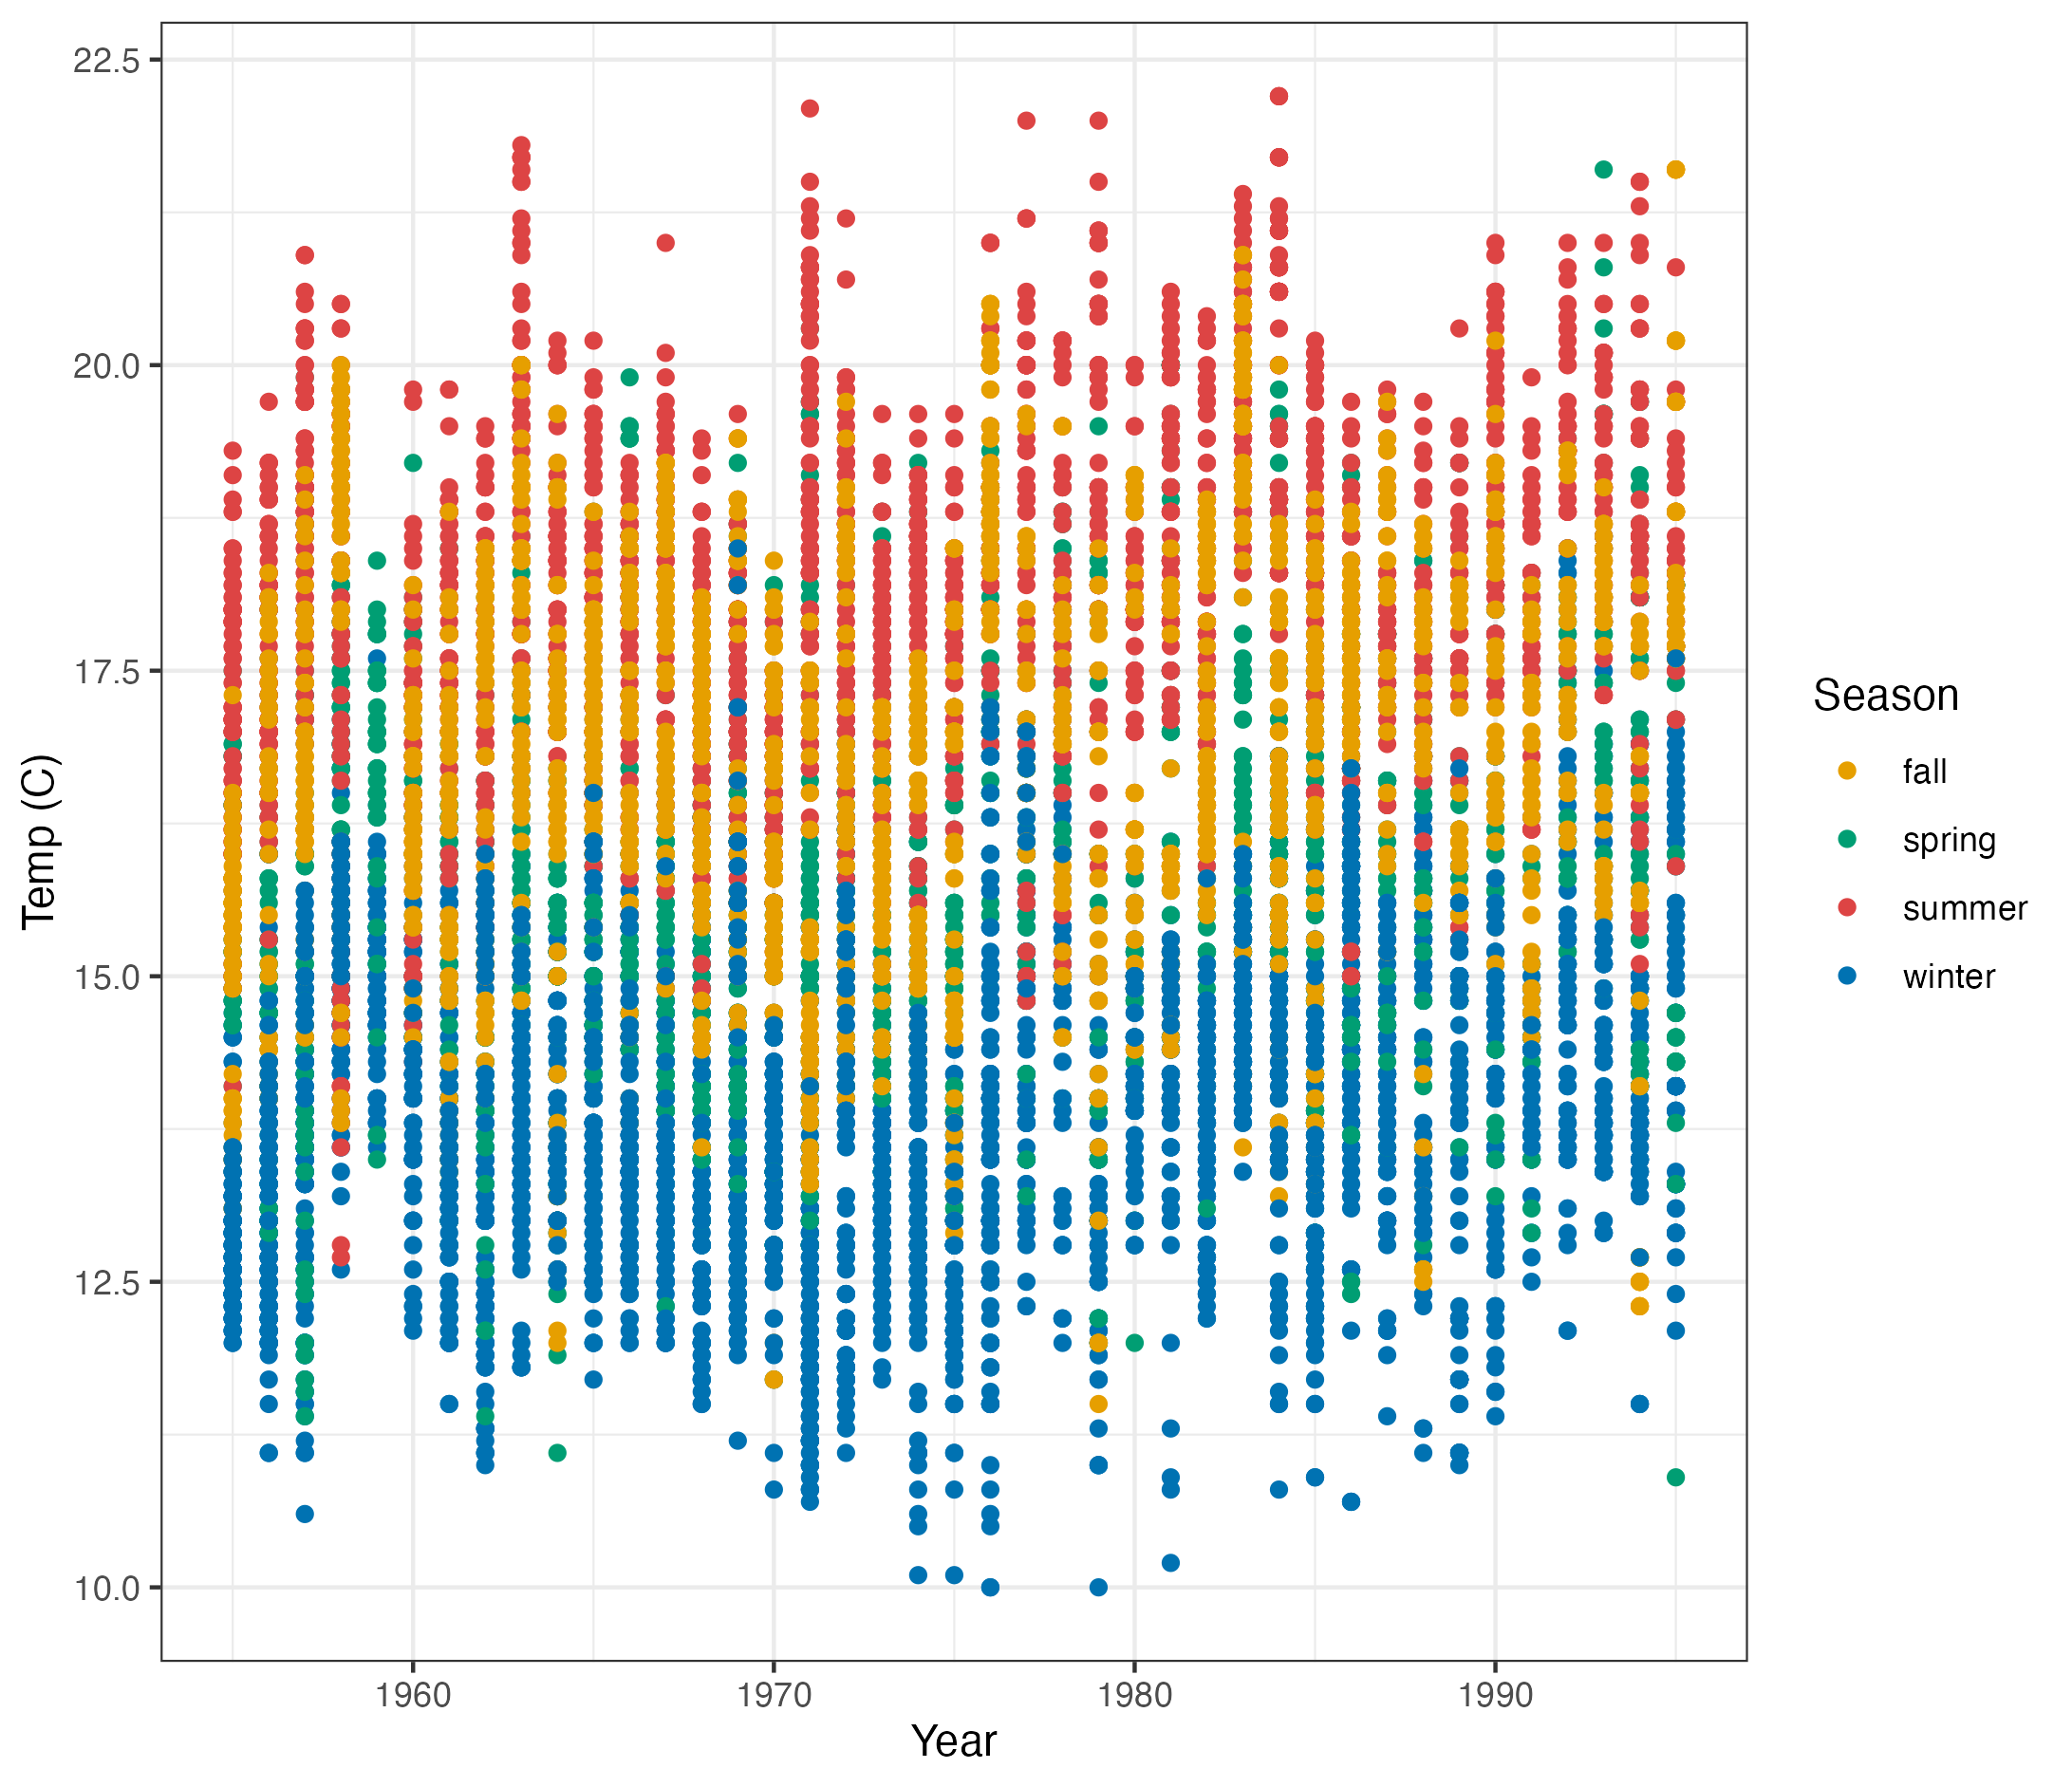 22.5
20.0
17.5
15.0
12.5
10.0
Temp (C)
1960 1970 1980 1990
Year
Season
fall
spring
summer
winter